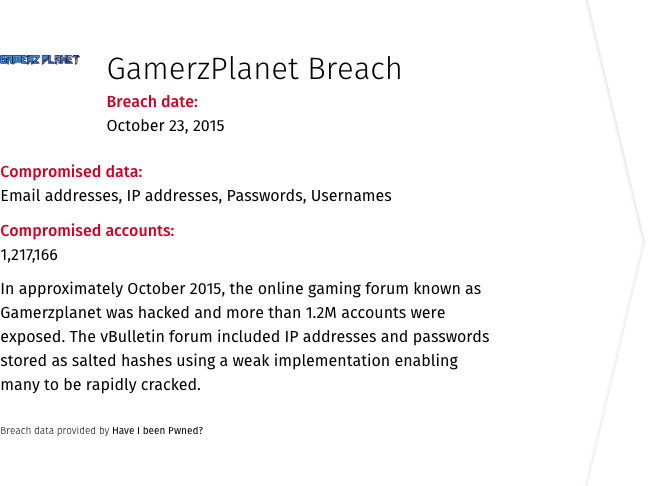 GAMERZ PLANET
GamerzPlanet Breach
Breach date:
October 23, 2015
Compromised data:
Email addresses, IP addresses, Passwords, Usernames
Compromised accounts:
1,217,166
In approximately October 2015, the online gaming forum known as
Gamerzplanet was hacked and more than 1.2M accounts were
exposed. The vBulletin forum included IP addresses and passwords
stored as salted hashes using a weak implementation enabling
many to be rapidly cracked.
Breach data provided by Have I been Pwned?